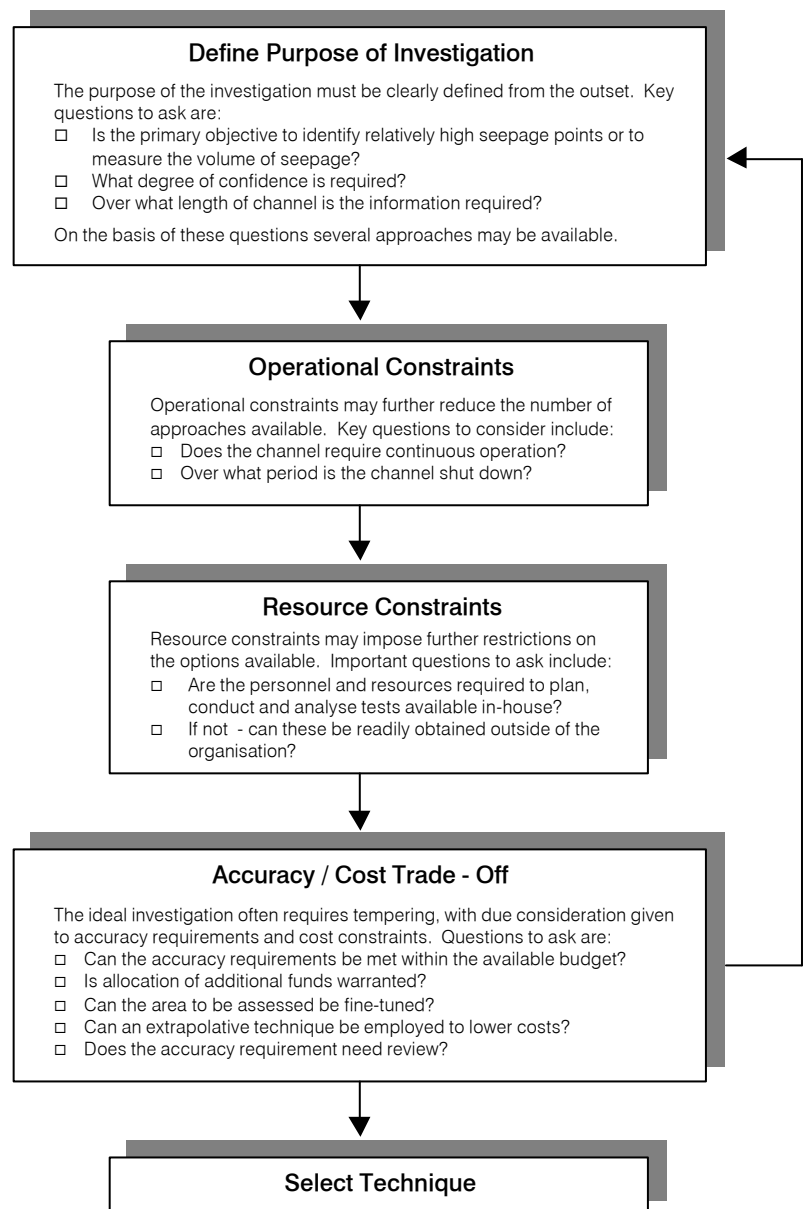 Define Purpose of Investigation
The purpose of the investigation must be clearly defined from the outset.  Key
questions to ask are:
□ Is the primary objective to identify relatively high seepage points or to
measure the volume of seepage?
□ What degree of confidence is required?
□ Over what length of channel is the information required?
On the basis of these questions several approaches may be available.
Operational Constraints
Operational constraints may further reduce the number of
approaches available.  Key questions to consider include:
□ Does the channel require continuous operation?
□ Over what period is the channel shut down?
Resource Constraints
Resource constraints may impose further restrictions on
the options available.  Important questions to ask include:
□ Are the personnel and resources required to plan,
conduct and analyse tests available in-house?
□ If not  - can these be readily obtained outside of the
organisation?
Accuracy / Cost Trade - Off
The ideal investigation often requires tempering, with due consideration given
to accuracy requirements and cost constraints.  Questions to ask are:
□ Can the accuracy requirements be met within the available budget?
□ Is allocation of additional funds warranted?
□ Can the area to be assessed be fine-tuned?
□ Can an extrapolative technique be employed to lower costs?
□ Does the accuracy requirement need review?
Select Technique